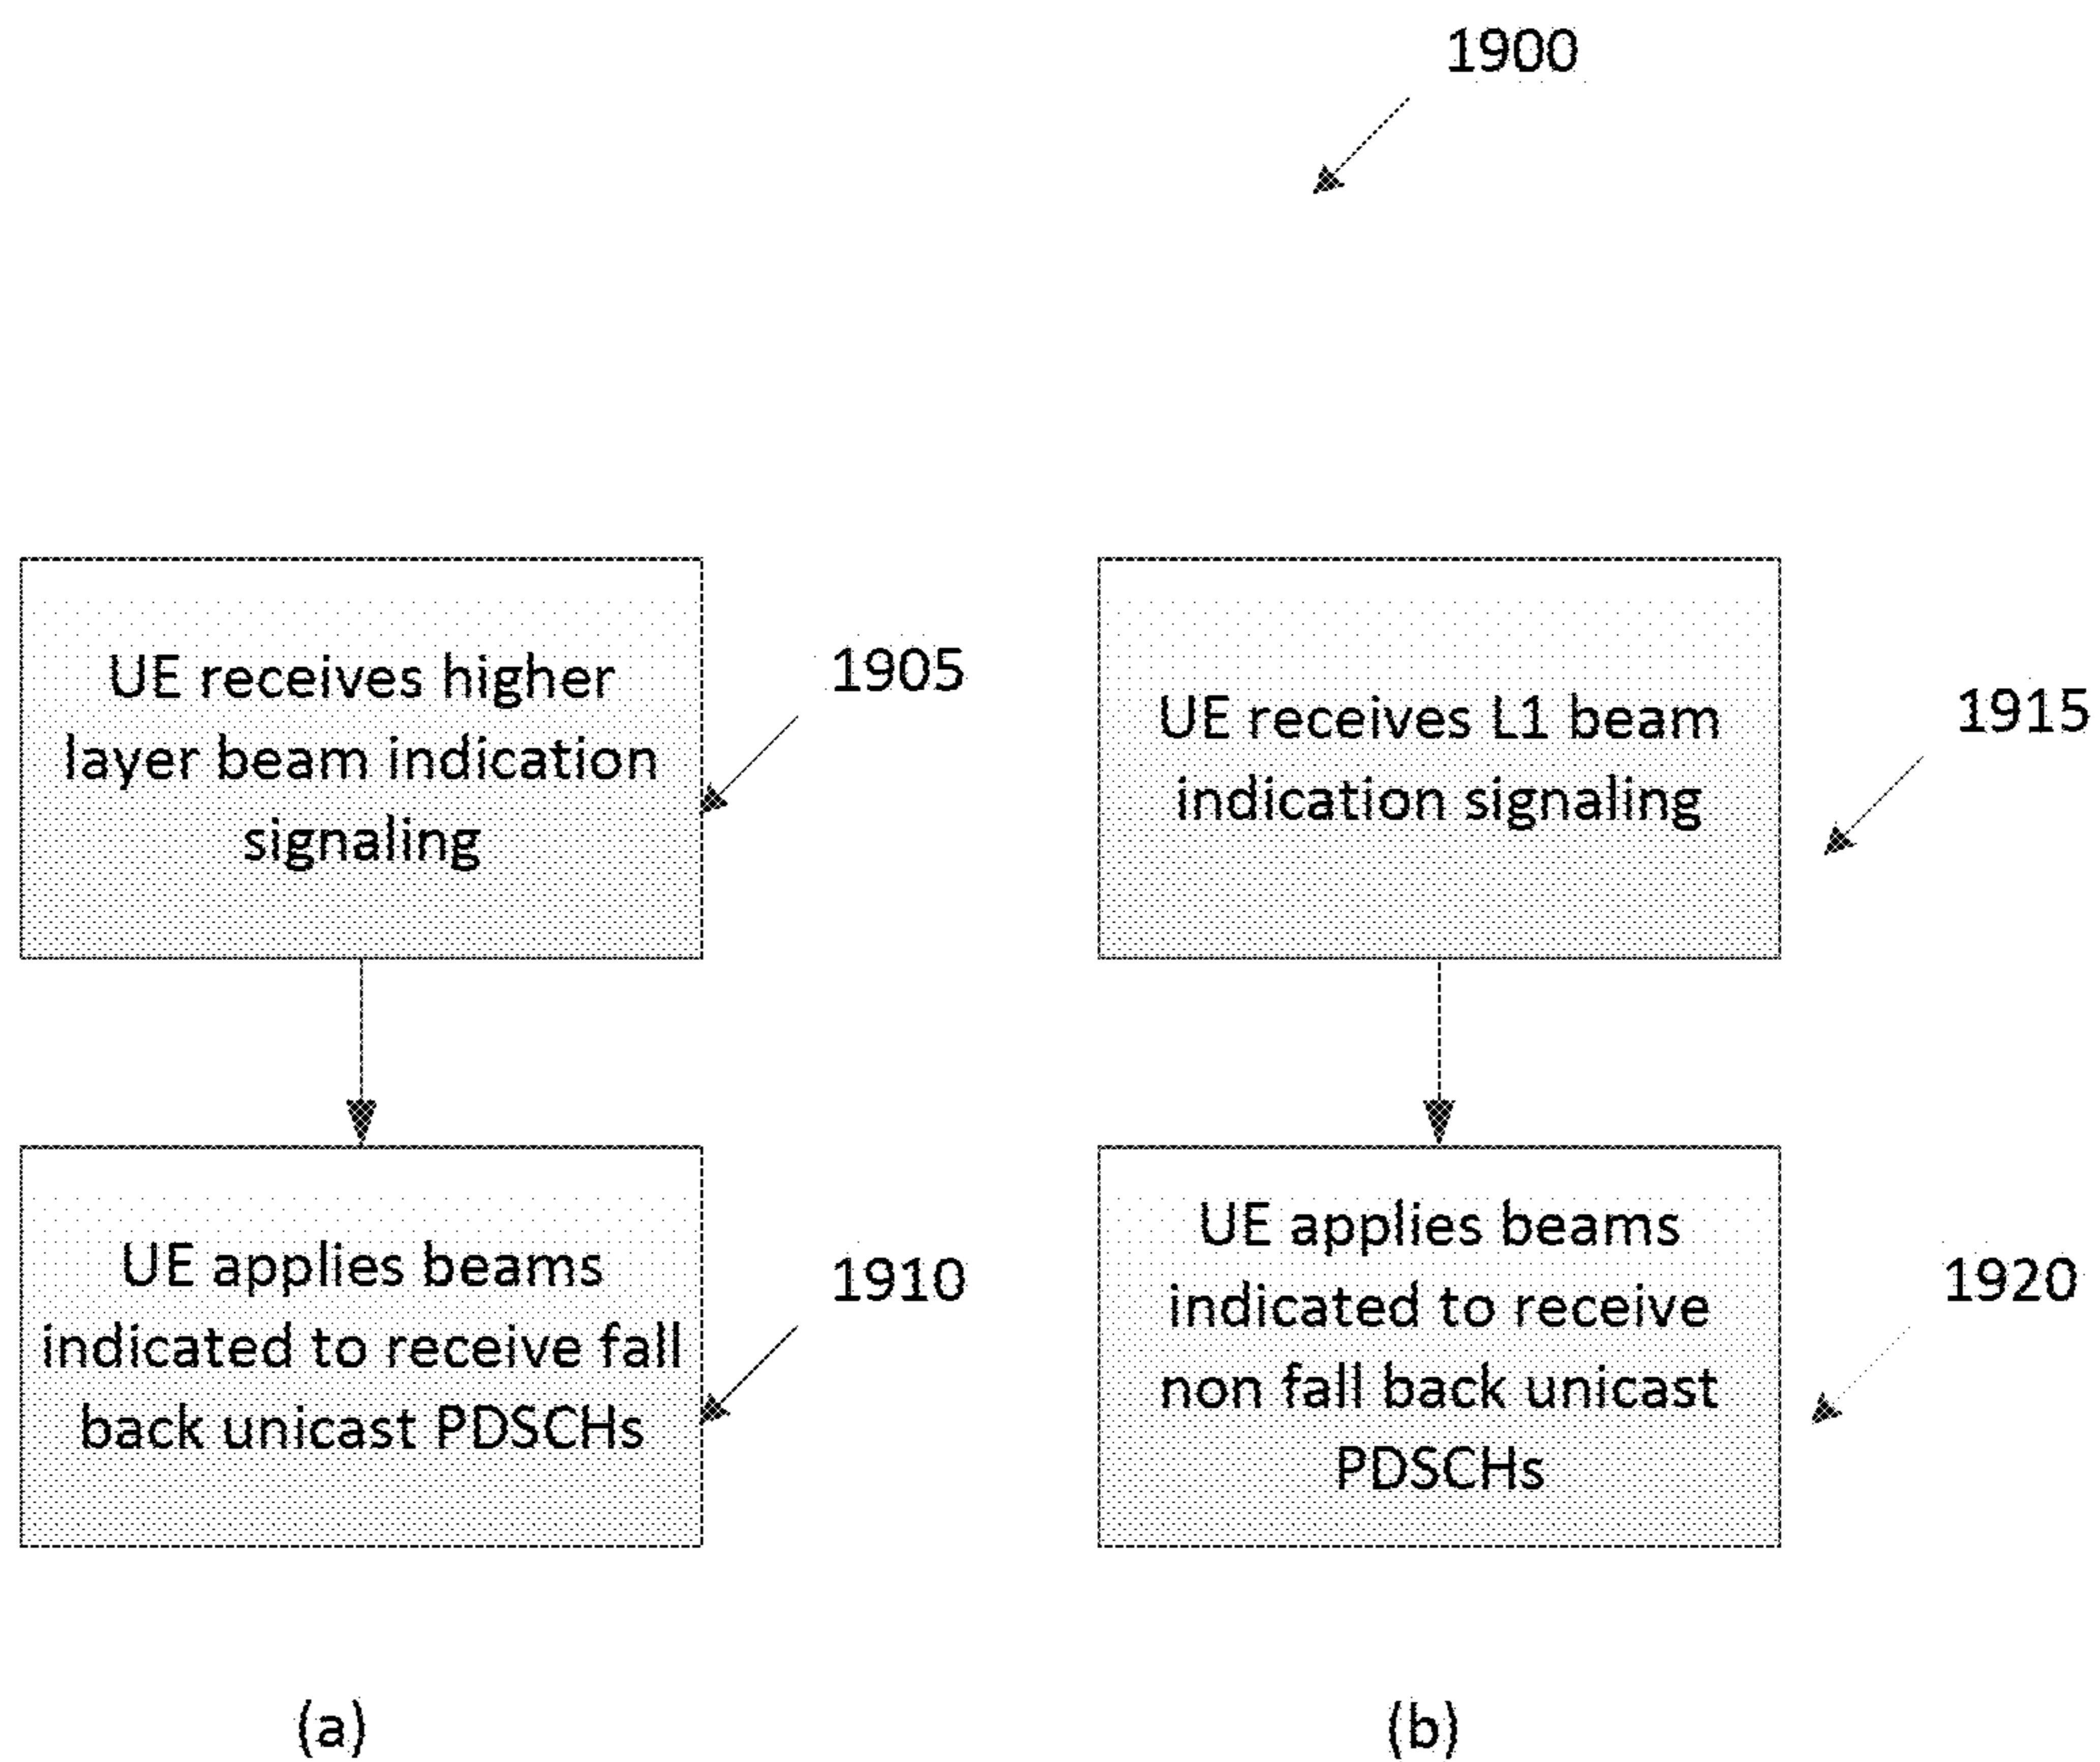 1900
UE receives higher
layer beam indication
signaling
1905
UE receives L1 beam
indication signaling
1915
UE applies beams
indicated to receive fall
back unicast PDSCHs
1910
UE applies beams
indicated to receive
non fall back unicast
PDSCHs
1920
(a)
(b)